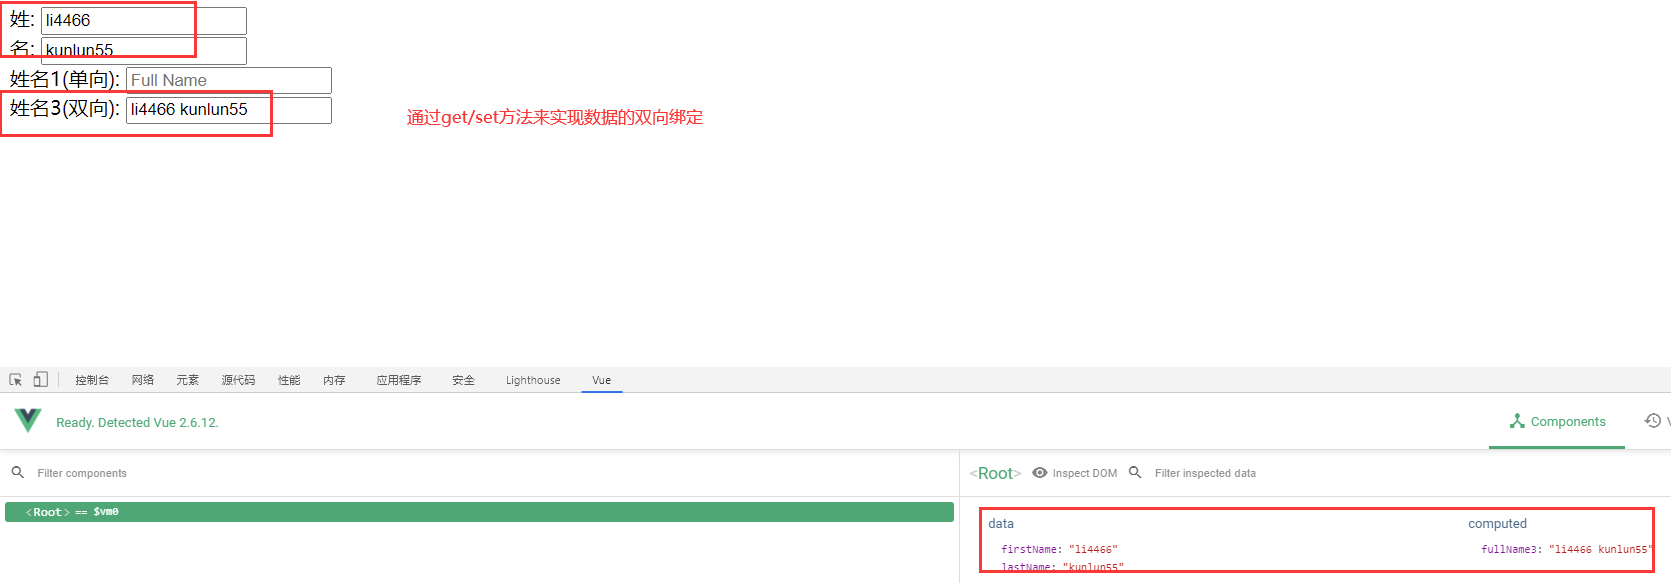 姓: li4466
名: kunlun55
姓名1(单向): Full Name
姓名3(双向): li4466 kunlun55
通过get/set方法来实现数据的双向绑定
控制台 网络 元素 源代码 性能 内存 应用程序 安全 Lighthouse Vue
Ready. Detected Vue 2.6.12.
Components
Filter components
<Root> Inspect DOM Filter inspected data
<Root> == $vm0
data
computed
firstName: "li4466"
fullName3: "li4466 kunlun55"
lastName: "kunlun55"